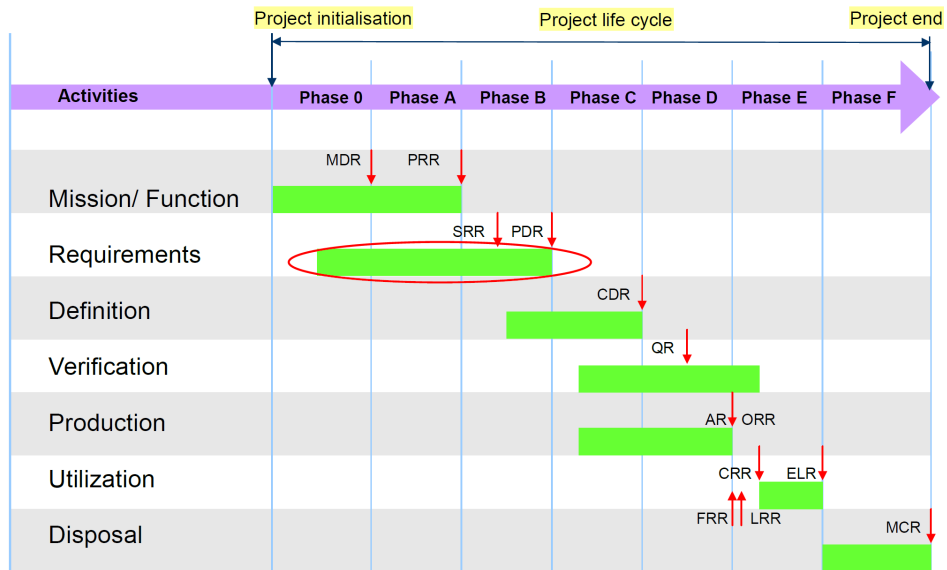 Project initialisation
Project life cycle
Project end
Activities
Phase 0
Phase A
Phase B
Phase C
Phase D
Phase E
Phase F
MDR
PRR
Mission/ Function
SRR
PDR
Requirements
CDR
Definition
QR
Verification
AR
ORR
Production
CRR
ELR
Utilization
FRR
LRR
MCR
Disposal